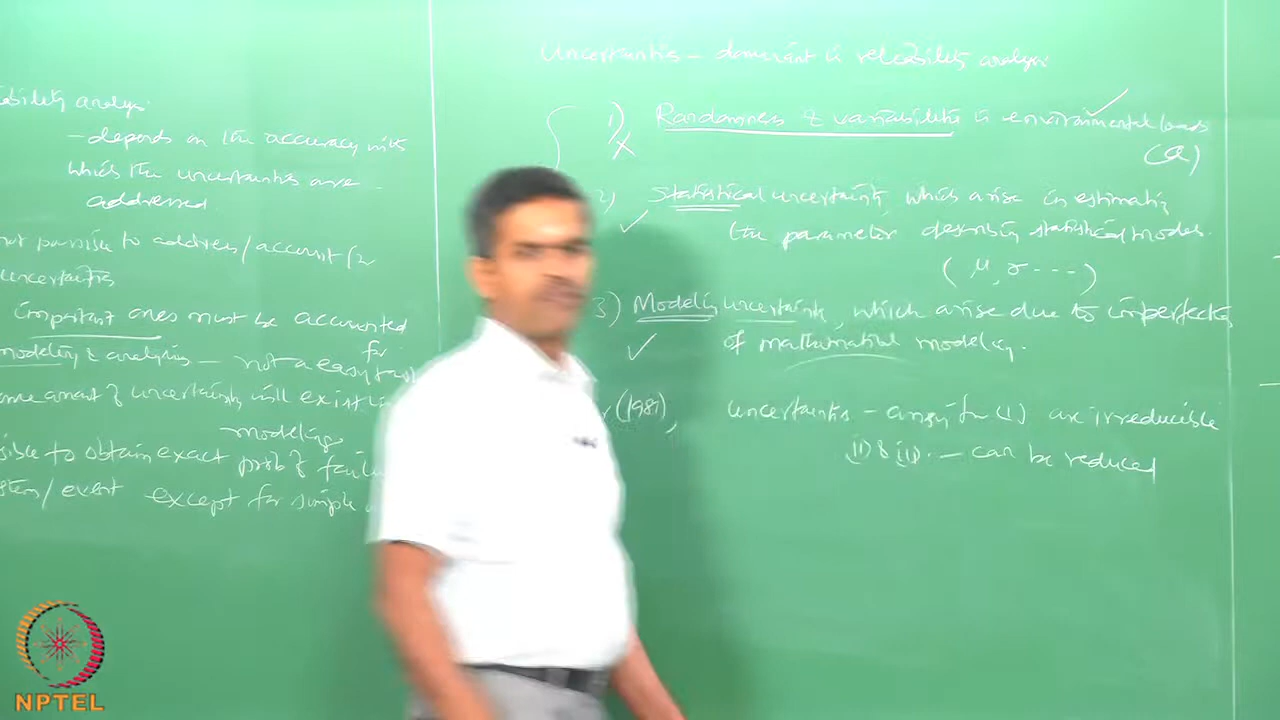 ability analysis.
- depends on the accuracy with
which the uncertainties are
addressed.
not possible to address/account for
uncertainties
important ones must be accounted
for
modeling & analysis - not a easy task
amount of uncertainty will exist in
modeling
sible to obtain exact prob of failure
stem/event except for simple
Uncertainties - dominant in reliability analysis
1) Randomness & variability in environmental loads
X
(a)
2) Statistical uncertainty, which arise in estimating
the parameter describing statistical models.
(μ, σ ----)
3) Modeling uncertainty, which arise due to imperfects
of mathematical modeling.
(1981), uncertainties - arising from (i) are irreducible
(ii) & (iii) - can be reduced
NPTEL